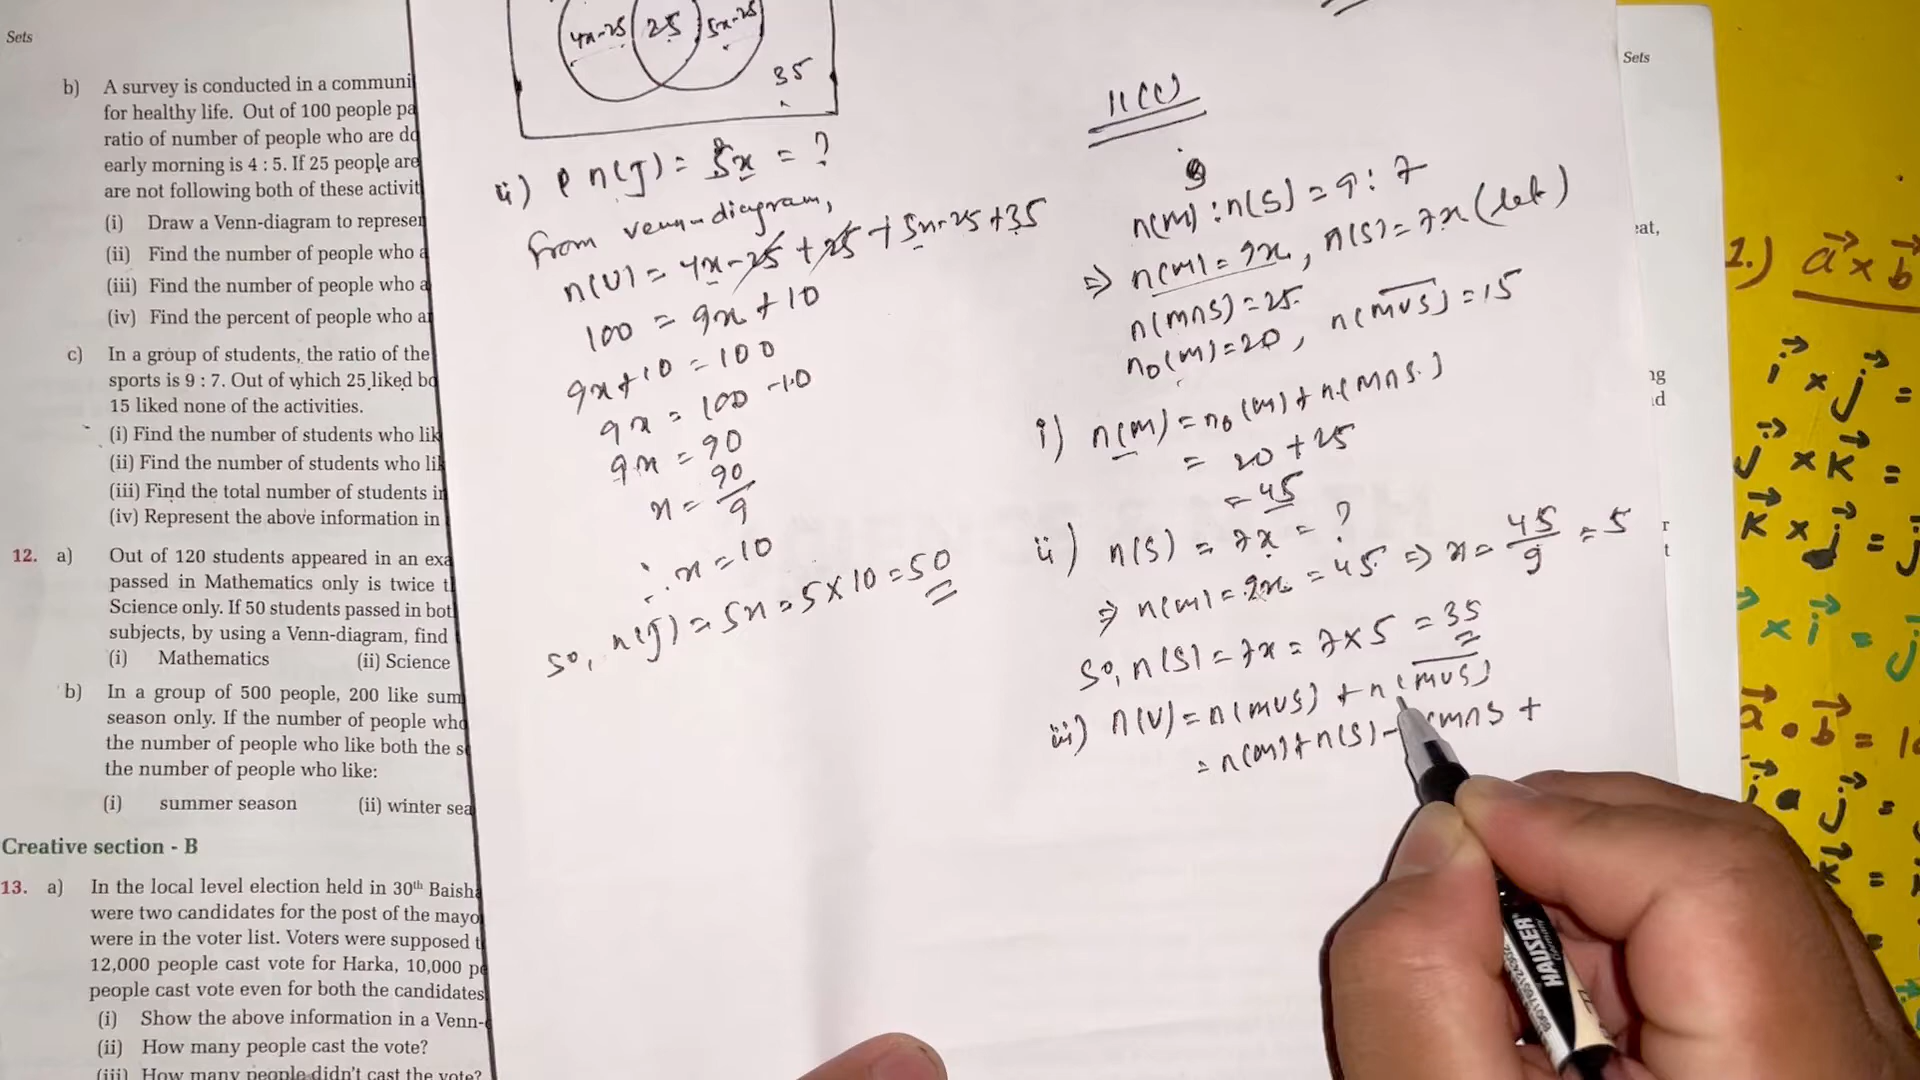 Sets
b) A survey is conducted in a communi
for healthy life. Out of 100 people pa
ratio of number of people who are do
early morning is 4 : 5. If 25 people are
are not following both of these activit
(i) Draw a Venn-diagram to represen
(ii) Find the number of people who a
(iii) Find the number of people who a
(iv) Find the percent of people who a
c) In a group of students, the ratio of the
sports is 9 : 7. Out of which 25 liked bo
15 liked none of the activities.
(i) Find the number of students who lik
(ii) Find the number of students who lik
(iii) Find the total number of students in
(iv) Represent the above information in
12. a) Out of 120 students appeared in an exa
passed in Mathematics only is twice t
Science only. If 50 students passed in bot
subjects, by using a Venn-diagram, find
(i) Mathematics (ii) Science
b) In a group of 500 people, 200 like sum
season only. If the number of people who
the number of people who like both the s
the number of people who like:
(i) summer season (ii) winter sea
Creative section - B
13. a) In the local level election held in 30th Baisha
were two candidates for the post of the mayo
were in the voter list. Voters were supposed t
12,000 people cast vote for Harka, 10,000 pe
people cast vote even for both the candidates
(i) Show the above information in a Venn-
(ii) How many people cast the vote?
(iii) How many people didn't cast the vote?
4x-25 25 5x-25
35
ii) n(J) = 5x = ?
from venn-diagram,
n(U) = 4x-25 + 25 + 5x-25 + 35
100 = 9x + 10
9x + 10 = 100
9x = 100 - 10
9x = 90
x = 90/9
∴ x = 10
so, n(J) = 5x = 5 × 10 = 50
11(c)
n(M) : n(S) = 9 : 7
⇒ n(M) = 9x, n(S) = 7x (let)
n(M∩S) = 25
n₀(M) = 20, n(M̅∪̅S̅) = 15
i) n(M) = n₀(M) + n(M∩S)
= 20 + 25
= 45
ii) n(S) = 7x = ?
⇒ n(M) = 9x = 45 ⇒ x = 45/9 = 5
So, n(S) = 7x = 7 × 5 = 35
iii) n(U) = n(M∪S) + n(M̅∪̅S̅)
= n(M) + n(S) - (M∩S +
Sets
eat,
ng
d
r
t
1.) a⃗ × b⃗
i⃗ × j⃗ =
j⃗ × k⃗ =
k⃗ × j⃗ =
× i⃗ =
a⃗ • b⃗ = 1
HAUSER
Germany